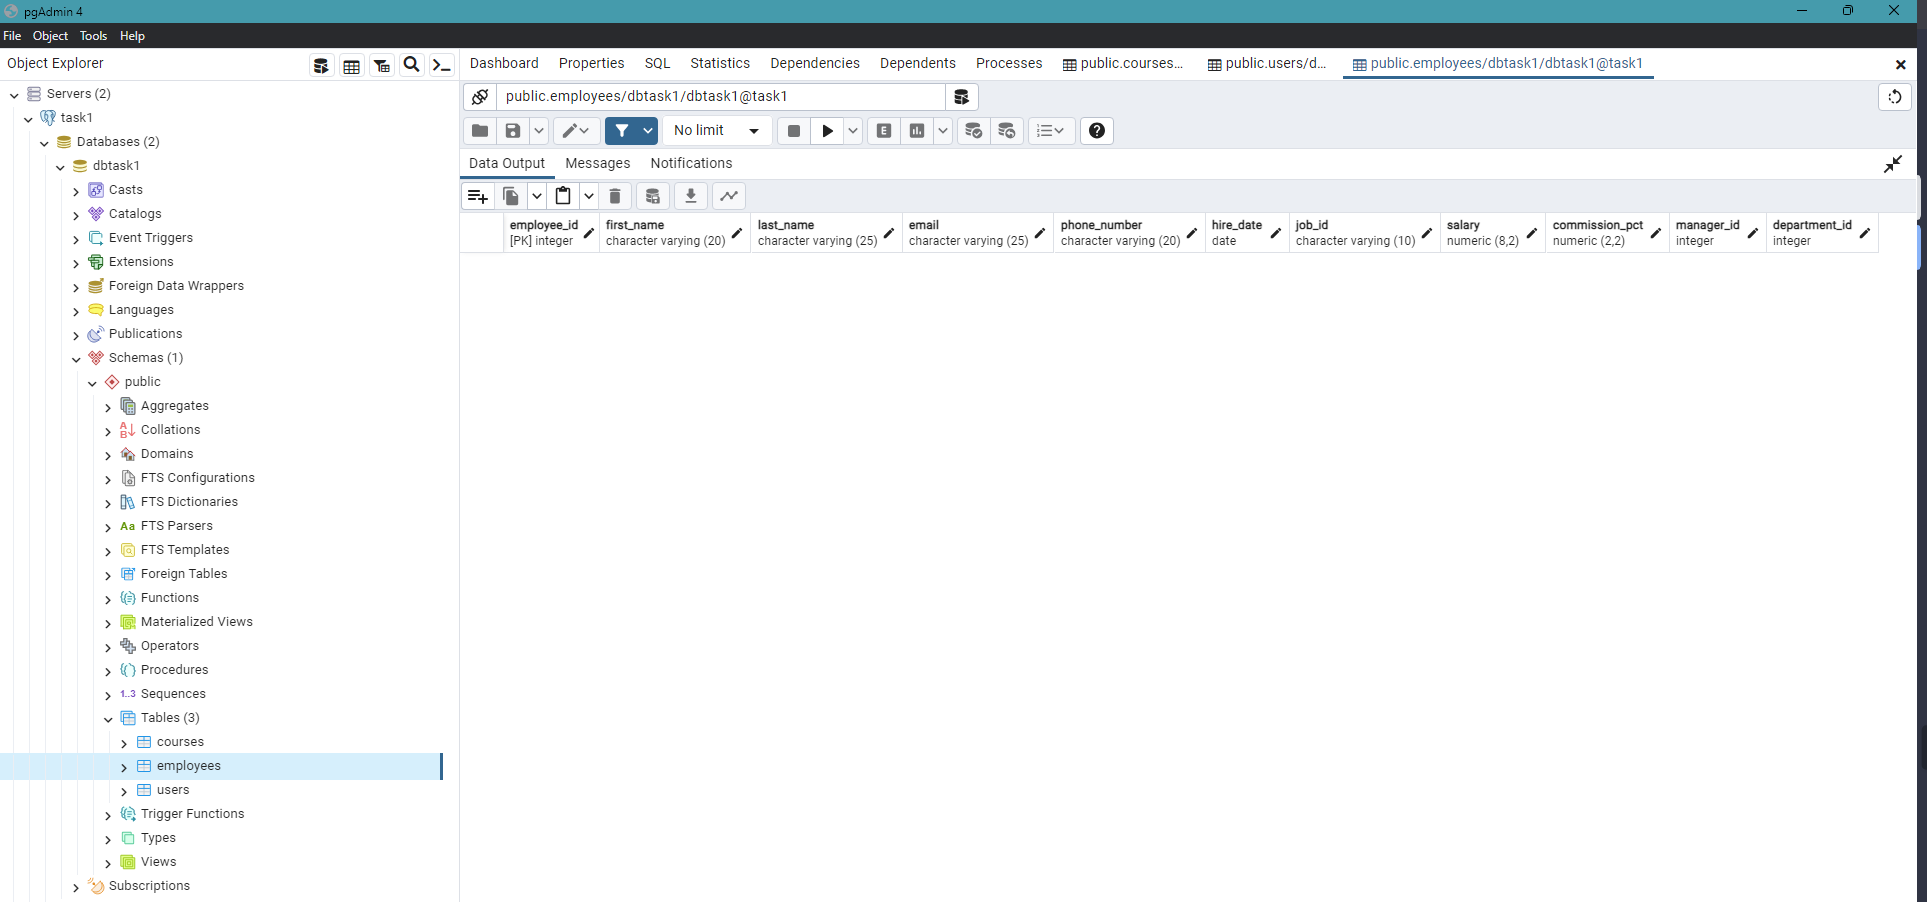 pgAdmin 4
File Object Tools Help
Object Explorer
Dashboard Properties SQL Statistics Dependencies Dependents Processes public.courses... public.users/d... public.employees/dbtask1/dbtask1@task1
Servers (2)
task1
Databases (2)
dbtask1
Casts
Catalogs
Event Triggers
Extensions
Foreign Data Wrappers
Languages
Publications
Schemas (1)
public
Aggregates
Collations
Domains
FTS Configurations
FTS Dictionaries
Aa FTS Parsers
FTS Templates
Foreign Tables
Functions
Materialized Views
Operators
Procedures
1..3 Sequences
Tables (3)
courses
employees
users
Trigger Functions
Types
Views
Subscriptions
public.employees/dbtask1/dbtask1@task1
No limit
E
Data Output Messages Notifications
employee_id first_name last_name email phone_number hire_date job_id salary commission_pct manager_id department_id
[PK] integer character varying (20) character varying (25) character varying (25) character varying (20) date character varying (10) numeric (8,2) numeric (2,2) integer integer